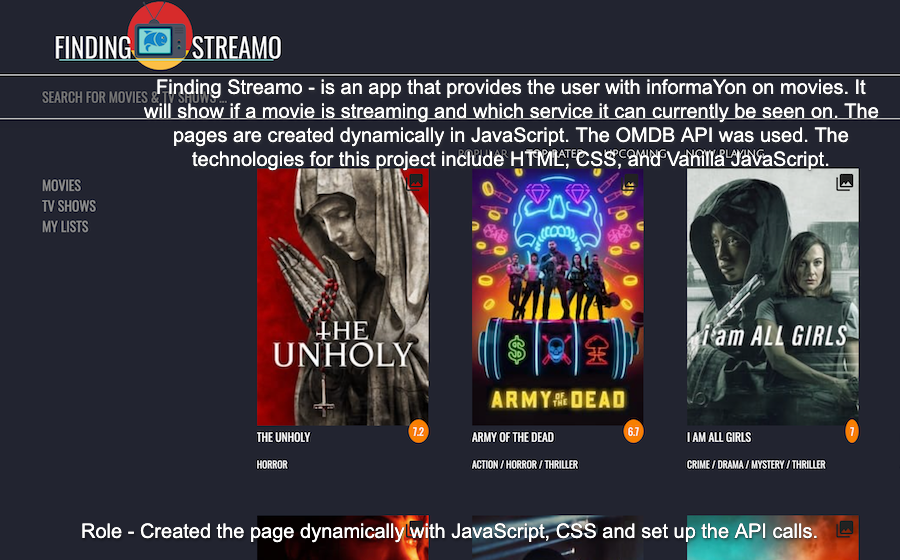 FINDING STREAMO
Finding Streamo - is an app that provides the user with informaYon on movies. It
SEARCH FOR MOVIES & TV SHOWS ...
will show if a movie is streaming and which service it can currently be seen on. The
pages are created dynamically in JavaScript. The OMDB API was used. The
POPULAR TOP RATED UPCOMING NOW PLAYING
technologies for this project include HTML, CSS, and Vanilla JavaScript.
MOVIES
TV SHOWS
MY LISTS
THE
UNHOLY
ARMY OF THE DEAD
i am ALL GIRLS
THE UNHOLY
7.2
HORROR
ARMY OF THE DEAD
6.7
ACTION / HORROR / THRILLER
I AM ALL GIRLS
7
CRIME / DRAMA / MYSTERY / THRILLER
Role - Created the page dynamically with JavaScript, CSS and set up the API calls.